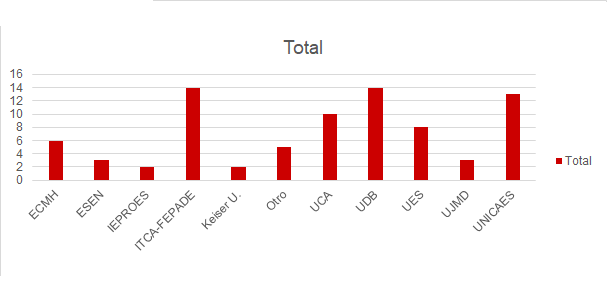 Total
16
14
12
10
8
6
4
2
0
ECMH
ESEN
IEPROES
ITCA-FEPADE
Keiser U.
Otro
UCA
UDB
UES
UJMD
UNICAES
Total